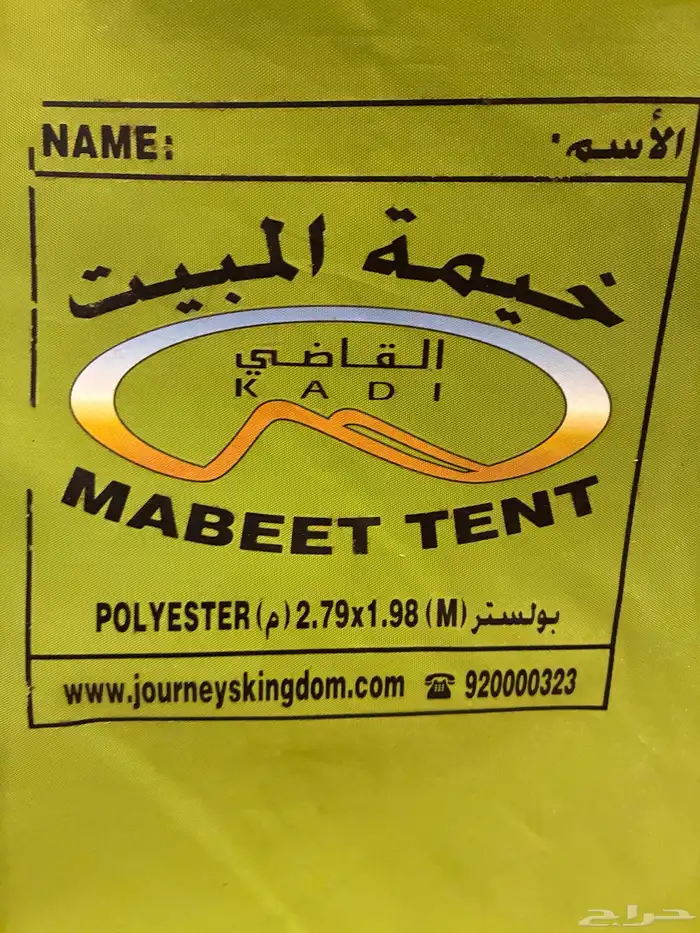 NAME: الأسم:
خيمة المبيت
القاضي
KADI
MABEET TENT
POLYESTER (م) 2.79x1.98 (M) بولستر
www.journeyskingdom.com ☎ 920000323
حراج